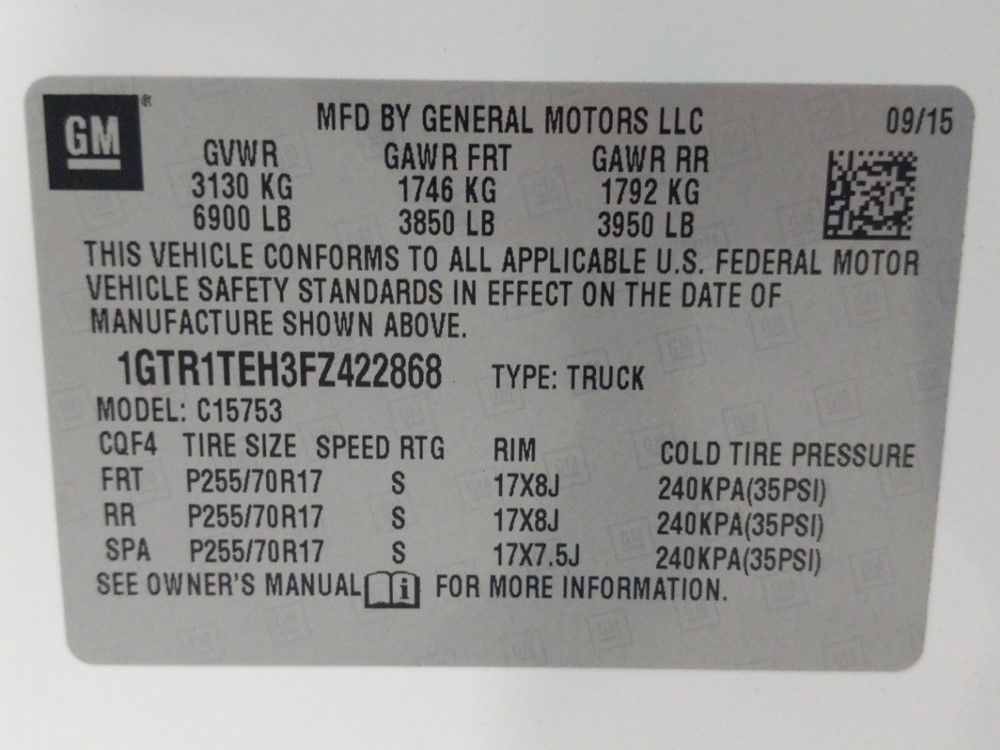 GM ®
MFD BY GENERAL MOTORS LLC 09/15
GVWR GAWR FRT GAWR RR
3130 KG 1746 KG 1792 KG
6900 LB 3850 LB 3950 LB
THIS VEHICLE CONFORMS TO ALL APPLICABLE U.S. FEDERAL MOTOR
VEHICLE SAFETY STANDARDS IN EFFECT ON THE DATE OF
MANUFACTURE SHOWN ABOVE.
1GTR1TEH3FZ422868 TYPE: TRUCK
MODEL: C15753
CQF4 TIRE SIZE SPEED RTG RIM COLD TIRE PRESSURE
FRT P255/70R17 S 17X8J 240KPA(35PSI)
RR P255/70R17 S 17X8J 240KPA(35PSI)
SPA P255/70R17 S 17X7.5J 240KPA(35PSI)
SEE OWNER'S MANUAL i FOR MORE INFORMATION.